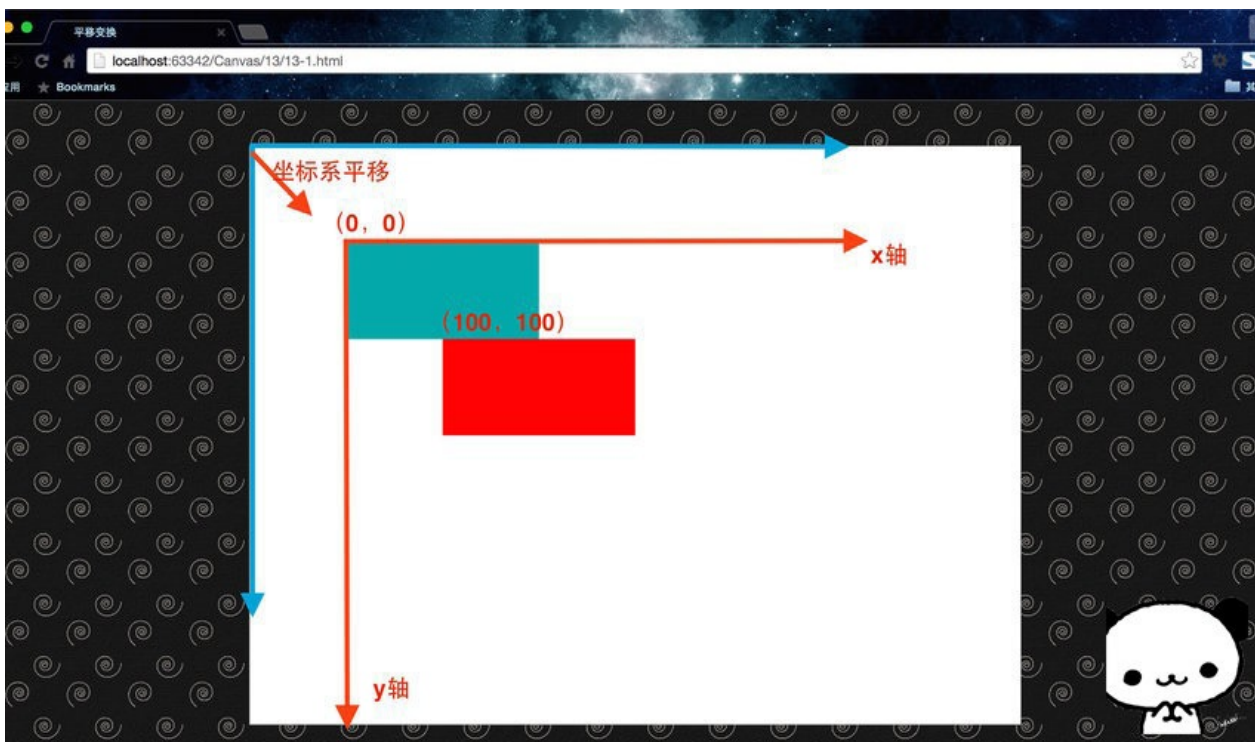 平移变换
localhost:63342/Canvas/13/13-1.html
Bookmarks
坐标系平移
(0, 0)
x轴
(100, 100)
y轴